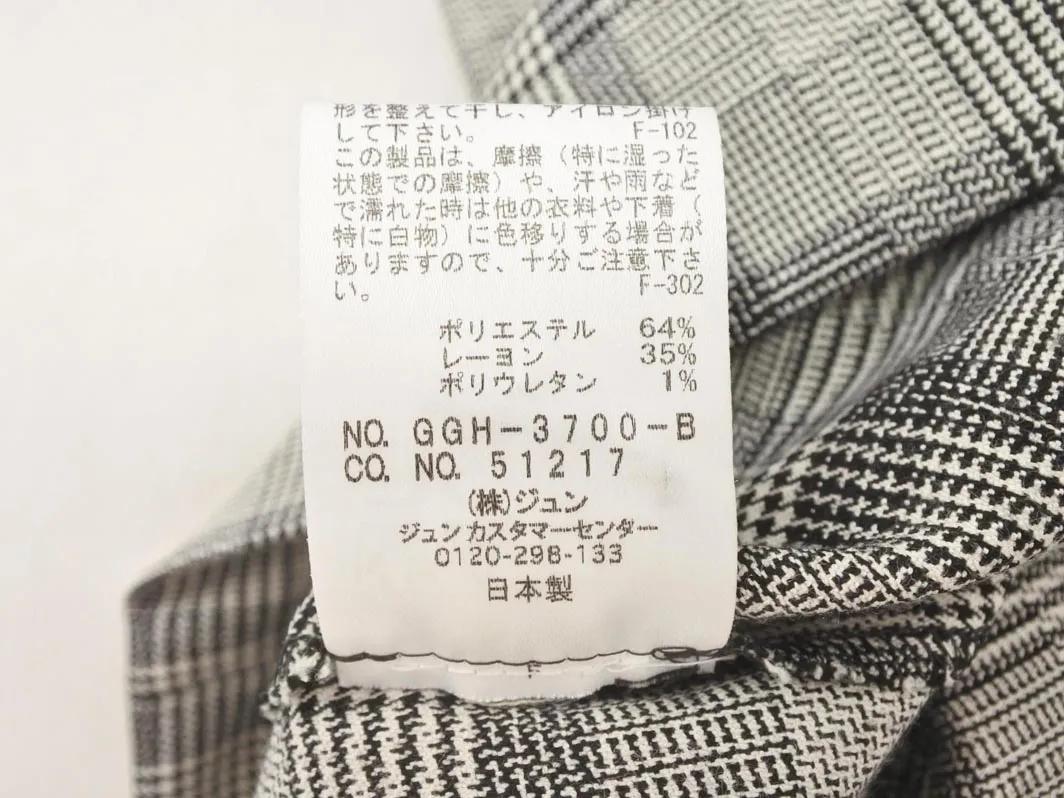 形を整えて干し、アイロン掛け
して下さい。 F-102
この製品は、摩擦（特に湿った
状態での摩擦）や、汗や雨など
で濡れた時は他の衣料や下着（
特に白物）に色移りする場合が
ありますので、十分ご注意下さ
い。 F-302
ポリエステル 64%
レーヨン 35%
ポリウレタン 1%
NO. GGH-3700-B
CO. NO. 51217
(株)ジュン
ジュンカスタマーセンター
0120-298-133
日本製